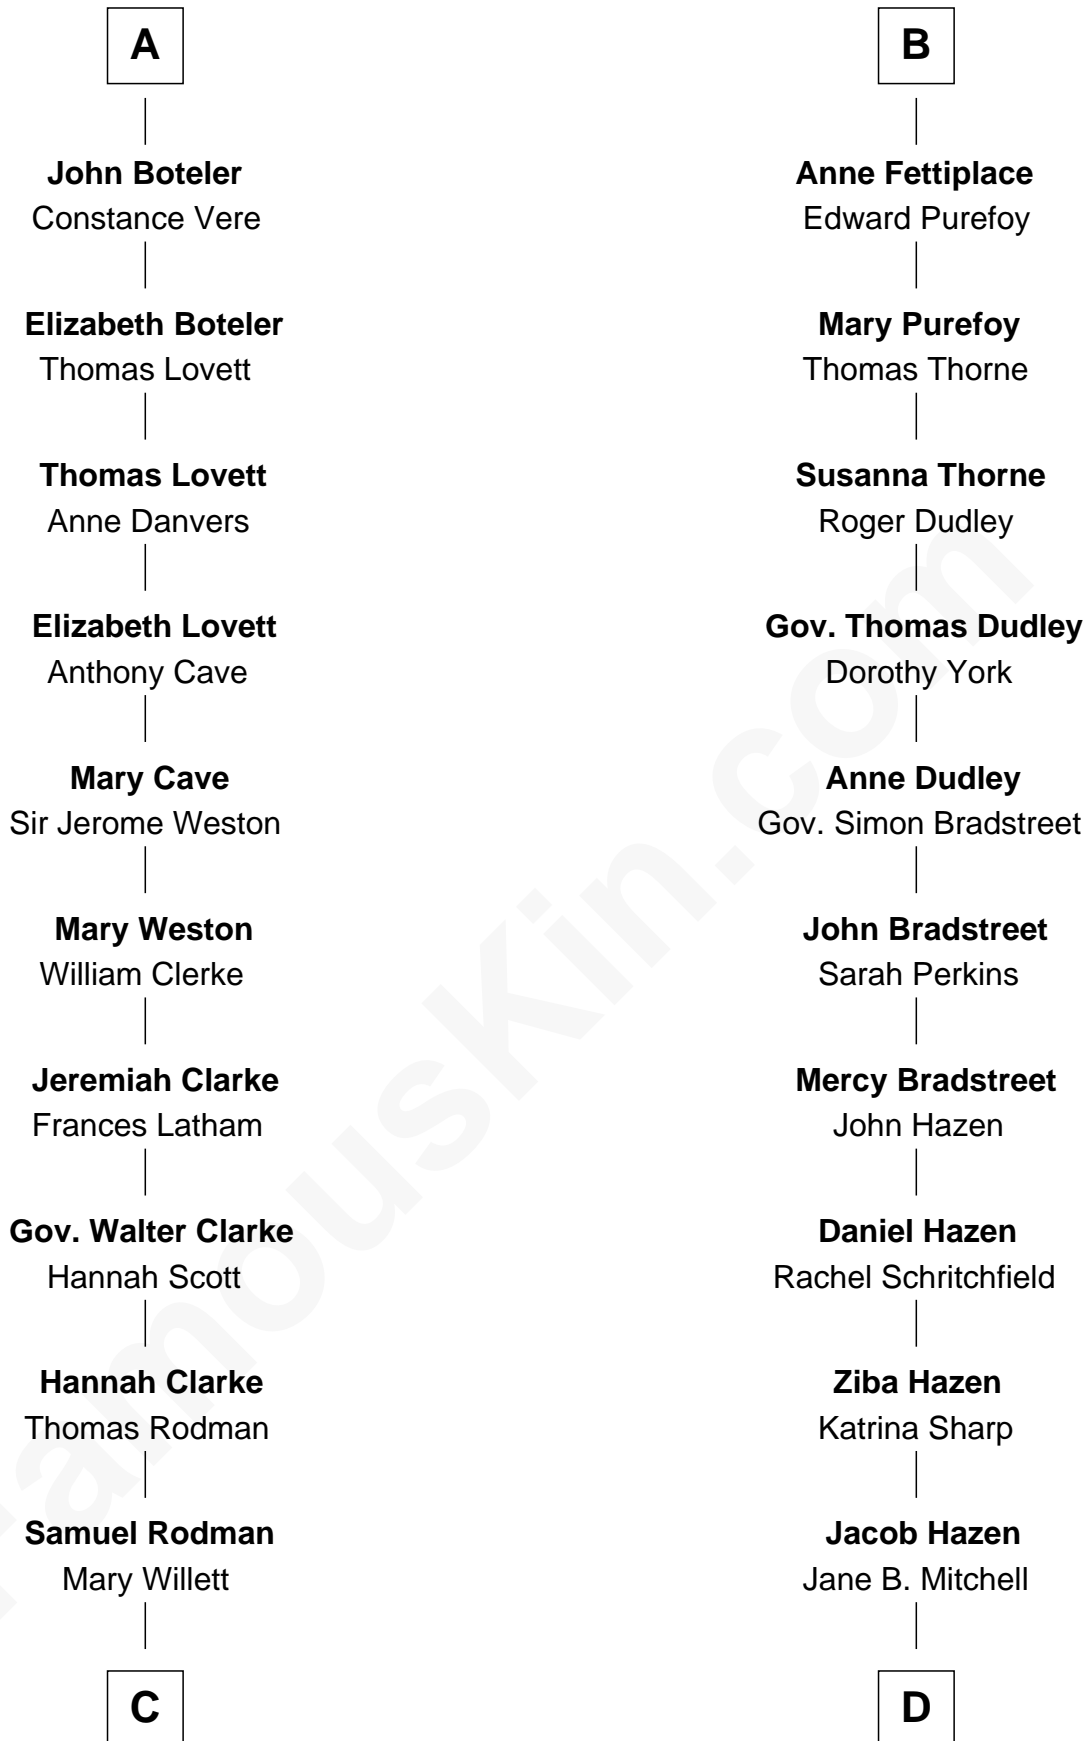 A
John Boteler
Constance Vere
Elizabeth Boteler
Thomas Lovett
Thomas Lovett
Anne Danvers
Elizabeth Lovett
Anthony Cave
Mary Cave
Sir Jerome Weston
Mary Weston
William Clerke
Jeremiah Clarke
Frances Latham
Gov. Walter Clarke
Hannah Scott
Hannah Clarke
Thomas Rodman
Samuel Rodman
Mary Willett
C
B
Anne Fettiplace
Edward Purefoy
Mary Purefoy
Thomas Thorne
Susanna Thorne
Roger Dudley
Gov. Thomas Dudley
Dorothy York
Anne Dudley
Gov. Simon Bradstreet
John Bradstreet
Sarah Perkins
Mercy Bradstreet
John Hazen
Daniel Hazen
Rachel Schritchfield
Ziba Hazen
Katrina Sharp
Jacob Hazen
Jane B. Mitchell
D
FamousKin.com